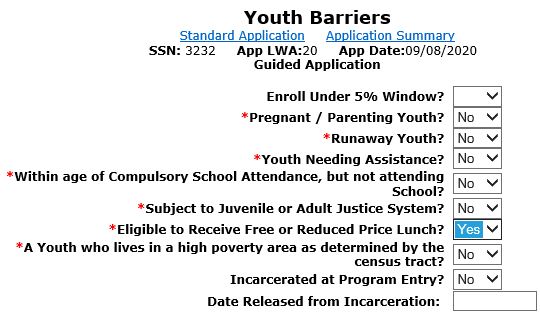 Youth Barriers
Standard Application Application Summary
SSN: 3232 App LWA:20 App Date:09/08/2020
Guided Application
Enroll Under 5% Window?
*Pregnant / Parenting Youth? No
*Runaway Youth? No
*Youth Needing Assistance? No
*Within age of Compulsory School Attendance, but not attending
School? No
*Subject to Juvenile or Adult Justice System? No
*Eligible to Receive Free or Reduced Price Lunch? Yes
*A Youth who lives in a high poverty area as determined by the
census tract? No
Incarcerated at Program Entry? No
Date Released from Incarceration: